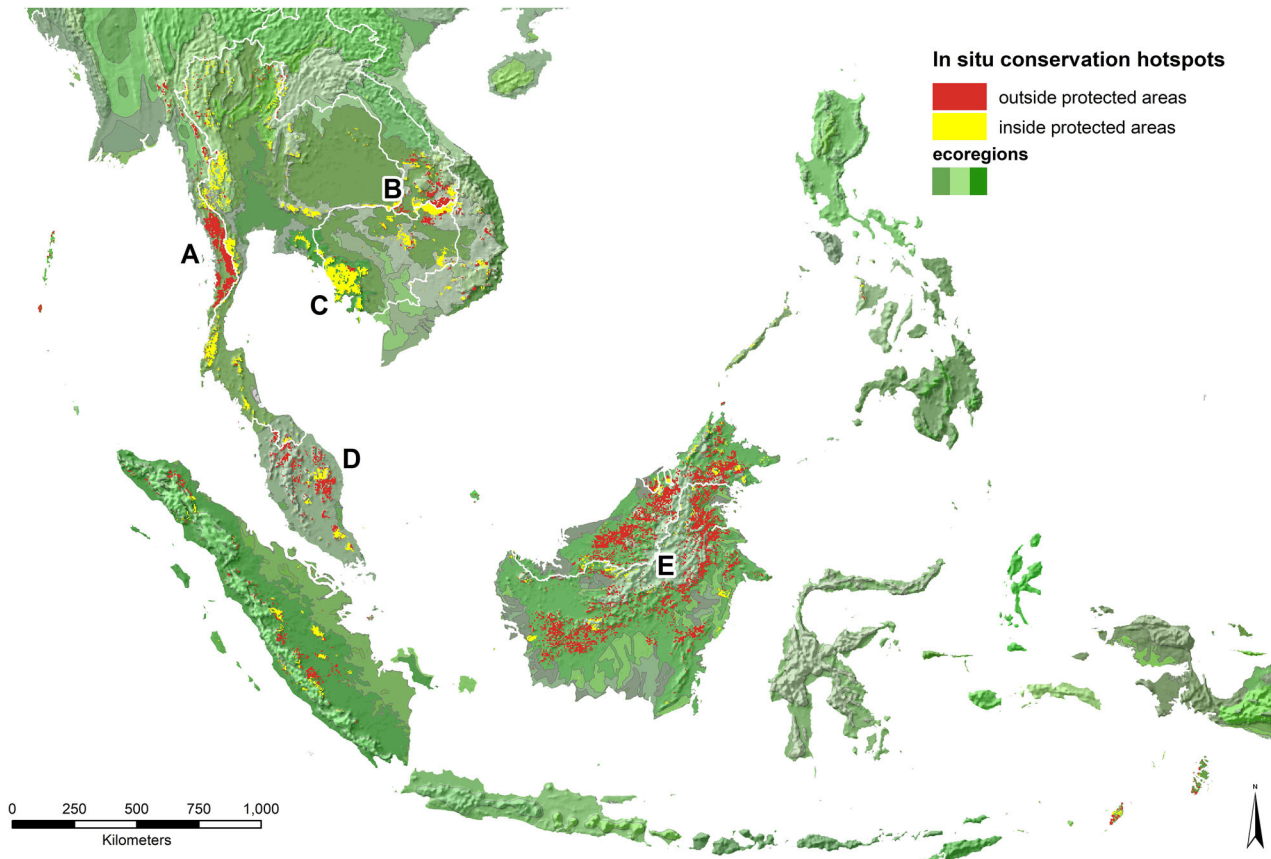 In situ conservation hotspots
outside protected areas
inside protected areas
ecoregions
B
A
C
D
E
0 250 500 750 1,000
Kilometers
N